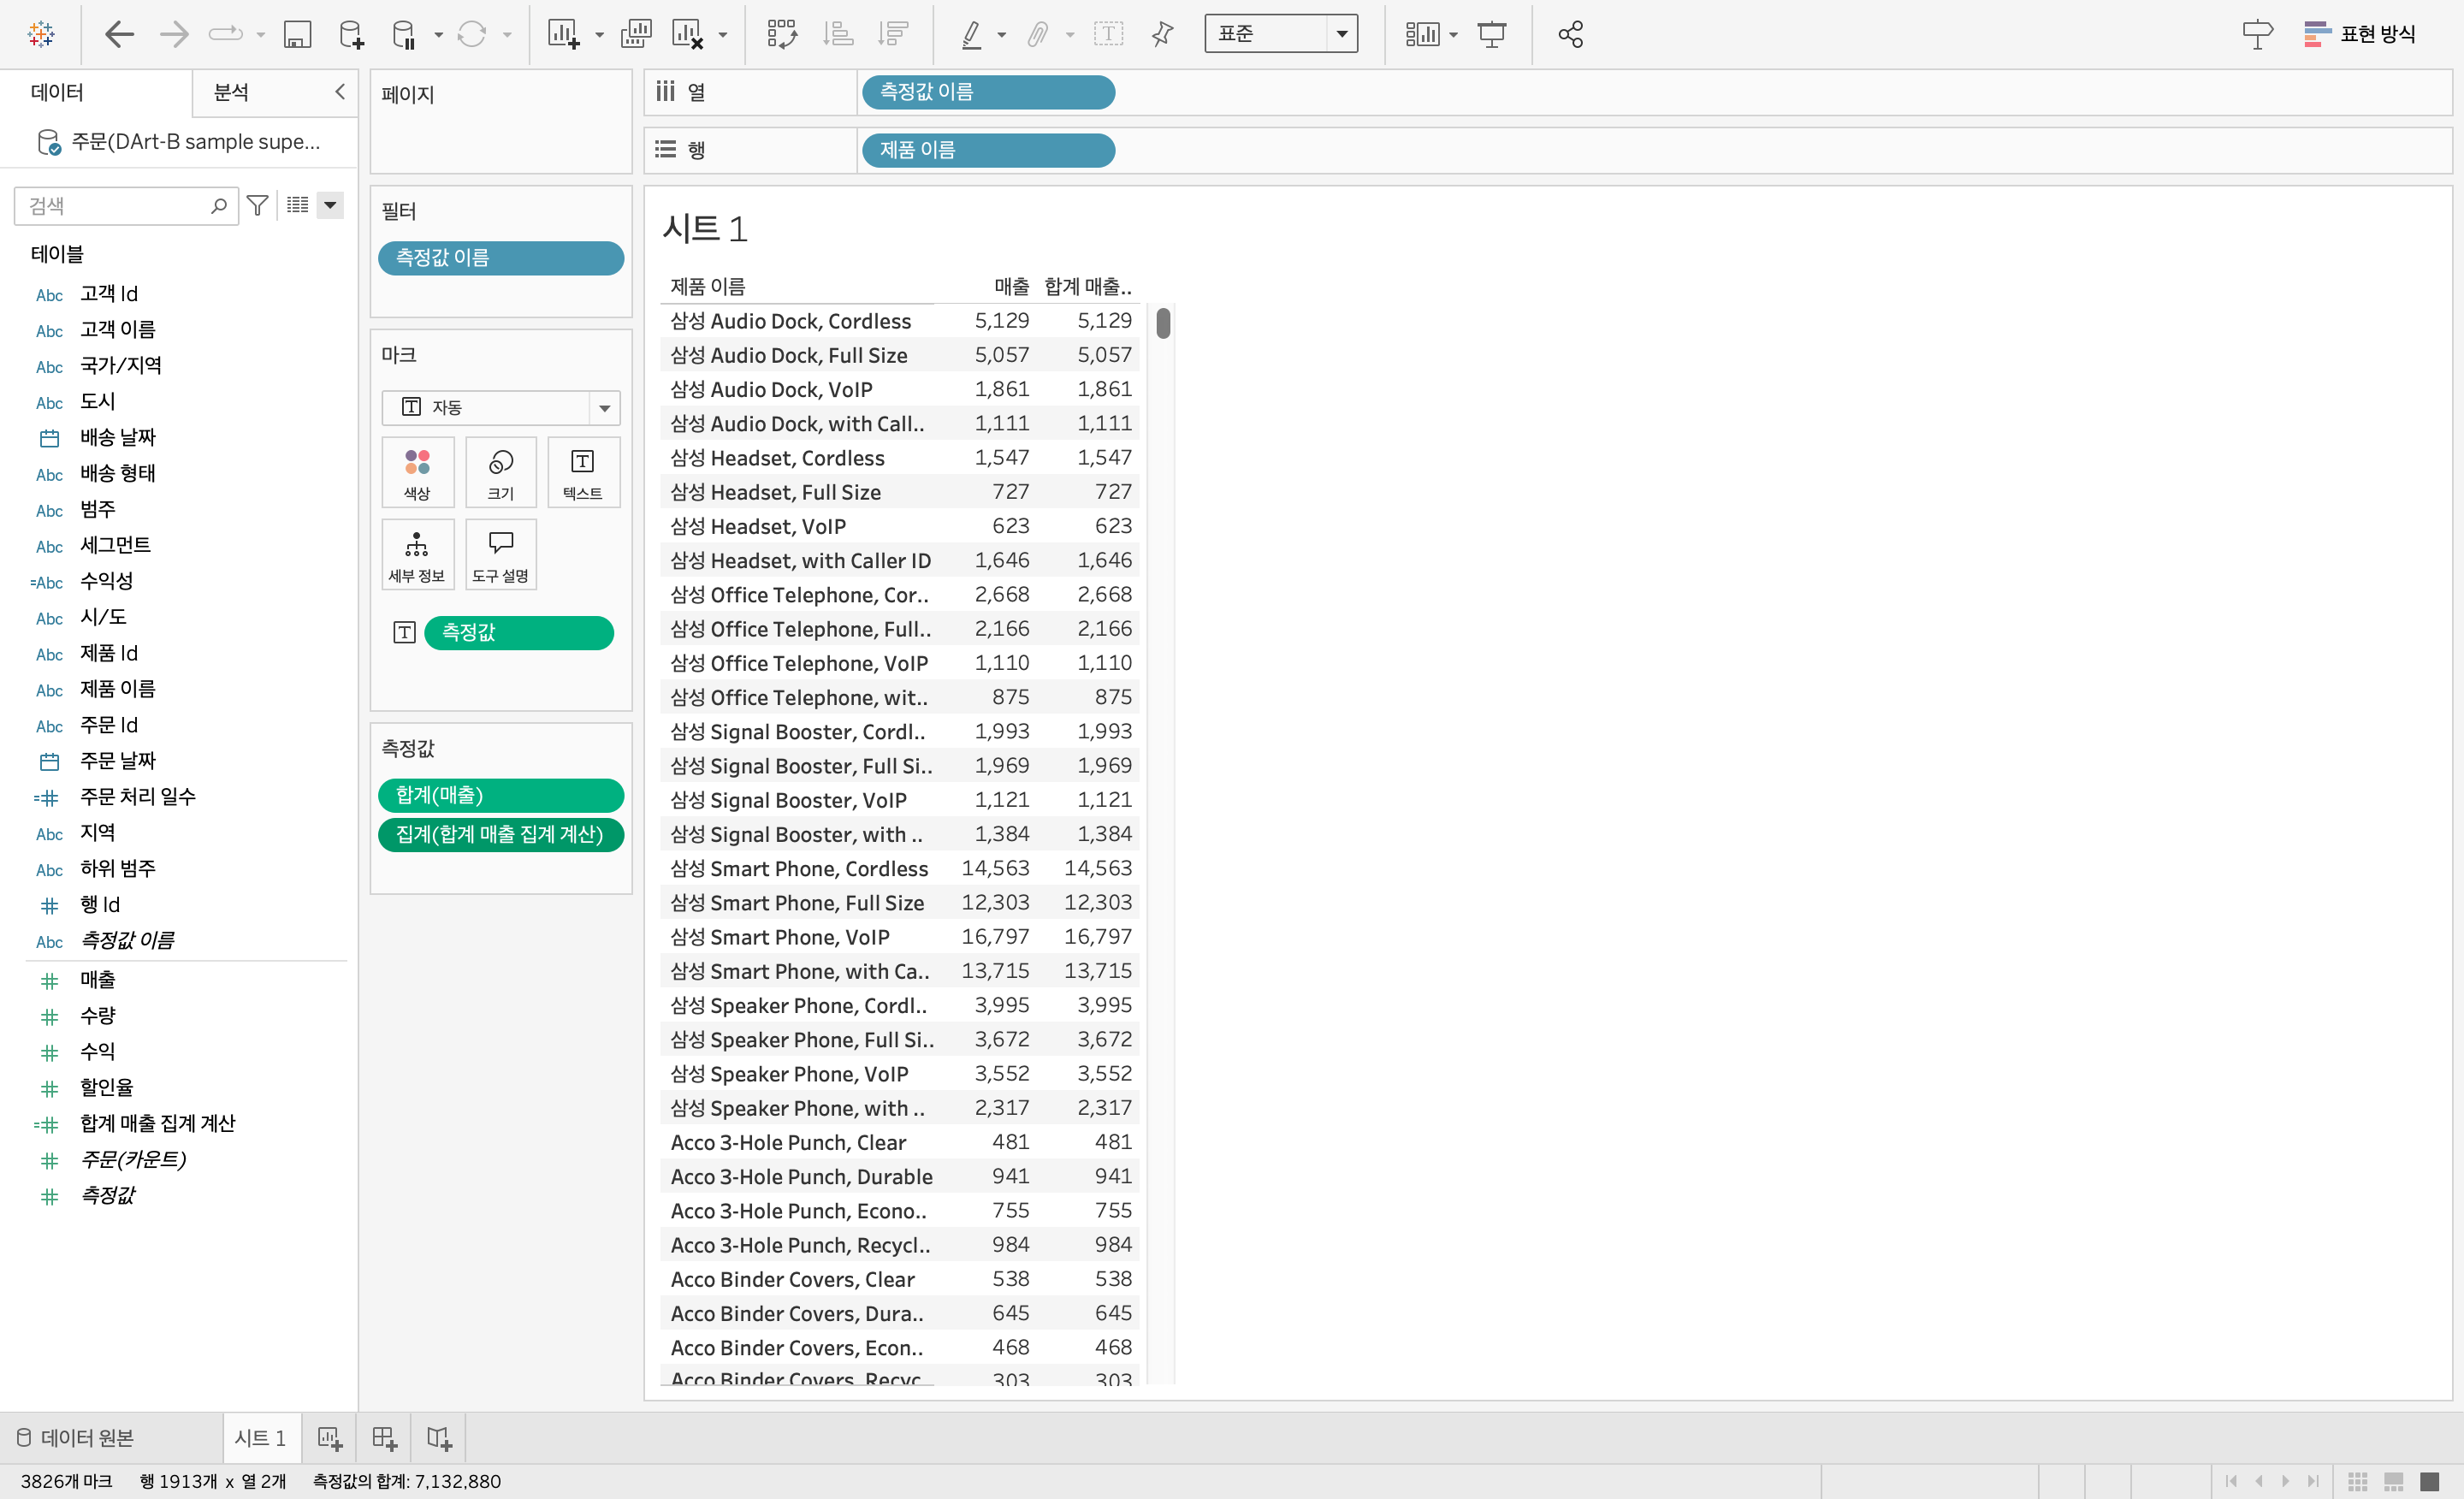 표준
표현 방식
데이터
분석
주문(DArt-B sample supe...
검색
테이블
Abc 고객 Id
Abc 고객 이름
Abc 국가/지역
Abc 도시
배송 날짜
Abc 배송 형태
Abc 범주
Abc 세그먼트
=Abc 수익성
Abc 시/도
Abc 제품 Id
Abc 제품 이름
Abc 주문 Id
주문 날짜
=# 주문 처리 일수
Abc 지역
Abc 하위 범주
# 행 Id
Abc 측정값 이름
# 매출
# 수량
# 수익
# 할인율
=# 합계 매출 집계 계산
# 주문(카운트)
# 측정값
페이지
필터
측정값 이름
마크
T 자동
색상
크기
T 텍스트
세부 정보
도구 설명
T 측정값
측정값
합계(매출)
집계(합계 매출 집계 계산)
열 측정값 이름
행 제품 이름
시트 1
제품 이름 매출 합계 매출..
삼성 Audio Dock, Cordless 5,129 5,129
삼성 Audio Dock, Full Size 5,057 5,057
삼성 Audio Dock, VoIP 1,861 1,861
삼성 Audio Dock, with Call.. 1,111 1,111
삼성 Headset, Cordless 1,547 1,547
삼성 Headset, Full Size 727 727
삼성 Headset, VoIP 623 623
삼성 Headset, with Caller ID 1,646 1,646
삼성 Office Telephone, Cor.. 2,668 2,668
삼성 Office Telephone, Full.. 2,166 2,166
삼성 Office Telephone, VoIP 1,110 1,110
삼성 Office Telephone, wit.. 875 875
삼성 Signal Booster, Cordl.. 1,993 1,993
삼성 Signal Booster, Full Si.. 1,969 1,969
삼성 Signal Booster, VoIP 1,121 1,121
삼성 Signal Booster, with .. 1,384 1,384
삼성 Smart Phone, Cordless 14,563 14,563
삼성 Smart Phone, Full Size 12,303 12,303
삼성 Smart Phone, VoIP 16,797 16,797
삼성 Smart Phone, with Ca.. 13,715 13,715
삼성 Speaker Phone, Cordl.. 3,995 3,995
삼성 Speaker Phone, Full Si.. 3,672 3,672
삼성 Speaker Phone, VoIP 3,552 3,552
삼성 Speaker Phone, with .. 2,317 2,317
Acco 3-Hole Punch, Clear 481 481
Acco 3-Hole Punch, Durable 941 941
Acco 3-Hole Punch, Econo.. 755 755
Acco 3-Hole Punch, Recycl.. 984 984
Acco Binder Covers, Clear 538 538
Acco Binder Covers, Dura.. 645 645
Acco Binder Covers, Econ.. 468 468
Acco Binder Covers, Recyc.. 303 303
데이터 원본
시트 1
3826개 마크 행 1913개 x 열 2개 측정값의 합계: 7,132,880